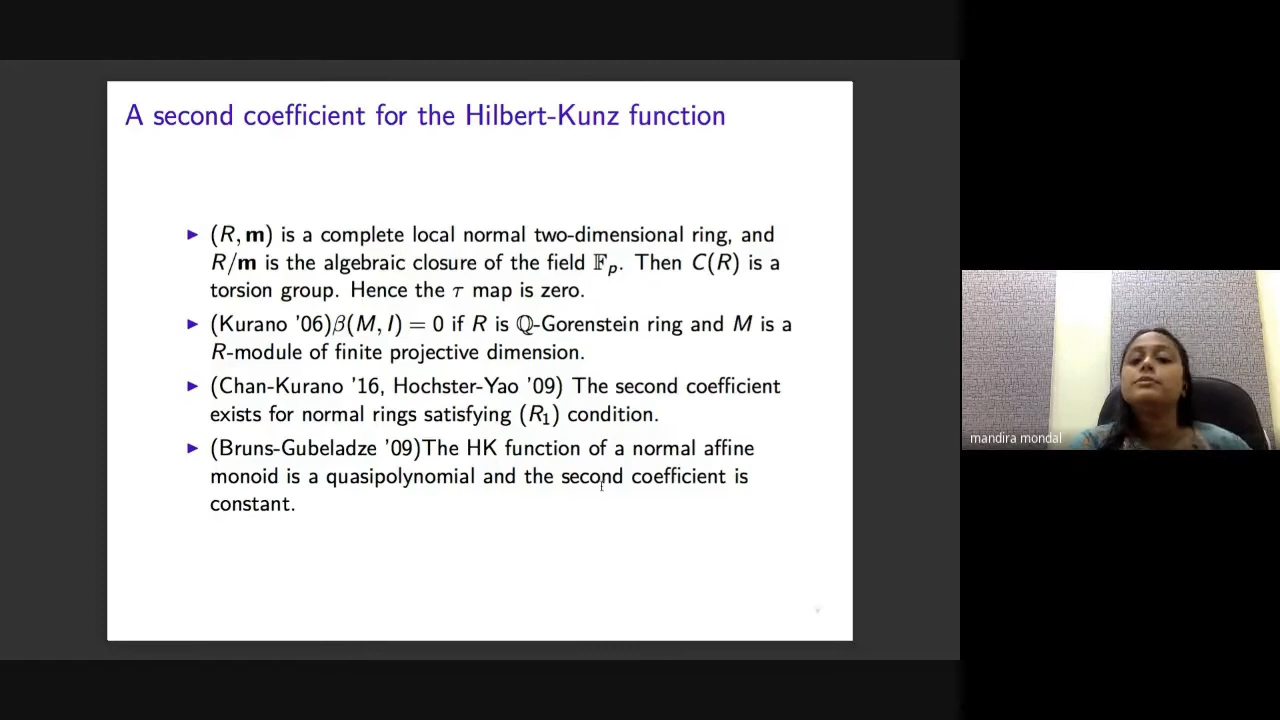 A second coefficient for the Hilbert-Kunz function
▶ (R, m) is a complete local normal two-dimensional ring, and
R/m is the algebraic closure of the field 𝔽ₚ. Then C(R) is a
torsion group. Hence the τ map is zero.
▶ (Kurano '06)β(M, I) = 0 if R is ℚ-Gorenstein ring and M is a
R-module of finite projective dimension.
▶ (Chan-Kurano '16, Hochster-Yao '09) The second coefficient
exists for normal rings satisfying (R₁) condition.
▶ (Bruns-Gubeladze '09)The HK function of a normal affine
monoid is a quasipolynomial and the second coefficient is
constant.
mandira mondal